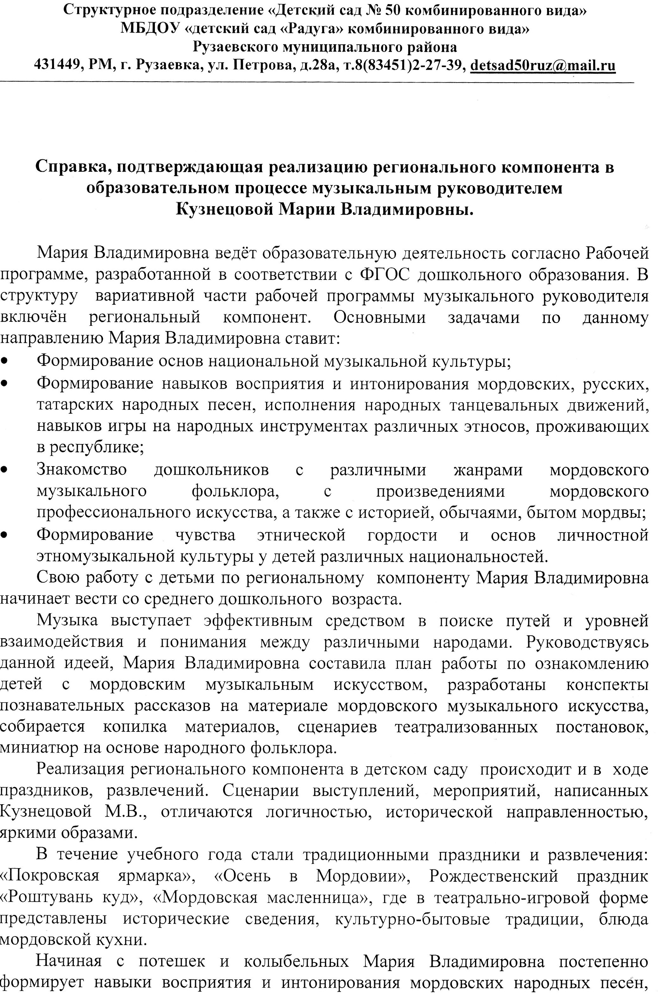 Структурное подразделение «Детский сад № 50 комбинированного вида»
МБДОУ «детский сад «Радуга» комбинированного вида»
Рузаевского муниципального района
431449, РМ, г. Рузаевка, ул. Петрова, д.28а, т.8(83451)2-27-39, detsad50ruz@mail.ru
Справка, подтверждающая реализацию регионального компонента в
образовательном процессе музыкальным руководителем
Кузнецовой Марии Владимировны.
Мария Владимировна ведёт образовательную деятельность согласно Рабочей
программе, разработанной в соответствии с ФГОС дошкольного образования. В
структуру вариативной части рабочей программы музыкального руководителя
включён региональный компонент. Основными задачами по данному
направлению Мария Владимировна ставит:
• Формирование основ национальной музыкальной культуры;
• Формирование навыков восприятия и интонирования мордовских, русских,
татарских народных песен, исполнения народных танцевальных движений,
навыков игры на народных инструментах различных этносов, проживающих
в республике;
• Знакомство дошкольников с различными жанрами мордовского
музыкального фольклора, с произведениями мордовского
профессионального искусства, а также с историей, обычаями, бытом мордвы;
• Формирование чувства этнической гордости и основ личностной
этномузыкальной культуры у детей различных национальностей.
Свою работу с детьми по региональному компоненту Мария Владимировна
начинает вести со среднего дошкольного возраста.
Музыка выступает эффективным средством в поиске путей и уровней
взаимодействия и понимания между различными народами. Руководствуясь
данной идеей, Мария Владимировна составила план работы по ознакомлению
детей с мордовским музыкальным искусством, разработаны конспекты
познавательных рассказов на материале мордовского музыкального искусства,
собирается копилка материалов, сценариев театрализованных постановок,
миниатюр на основе народного фольклора.
Реализация регионального компонента в детском саду происходит и в ходе
праздников, развлечений. Сценарии выступлений, мероприятий, написанных
Кузнецовой М.В., отличаются логичностью, исторической направленностью,
яркими образами.
В течение учебного года стали традиционными праздники и развлечения:
«Покровская ярмарка», «Осень в Мордовии», Рождественский праздник
«Роштувань куд», «Мордовская масленница», где в театрально-игровой форме
представлены исторические сведения, культурно-бытовые традиции, блюда
мордовской кухни.
Начиная с потешек и колыбельных Мария Владимировна постепенно
формирует навыки восприятия и интонирования мордовских народных песен,